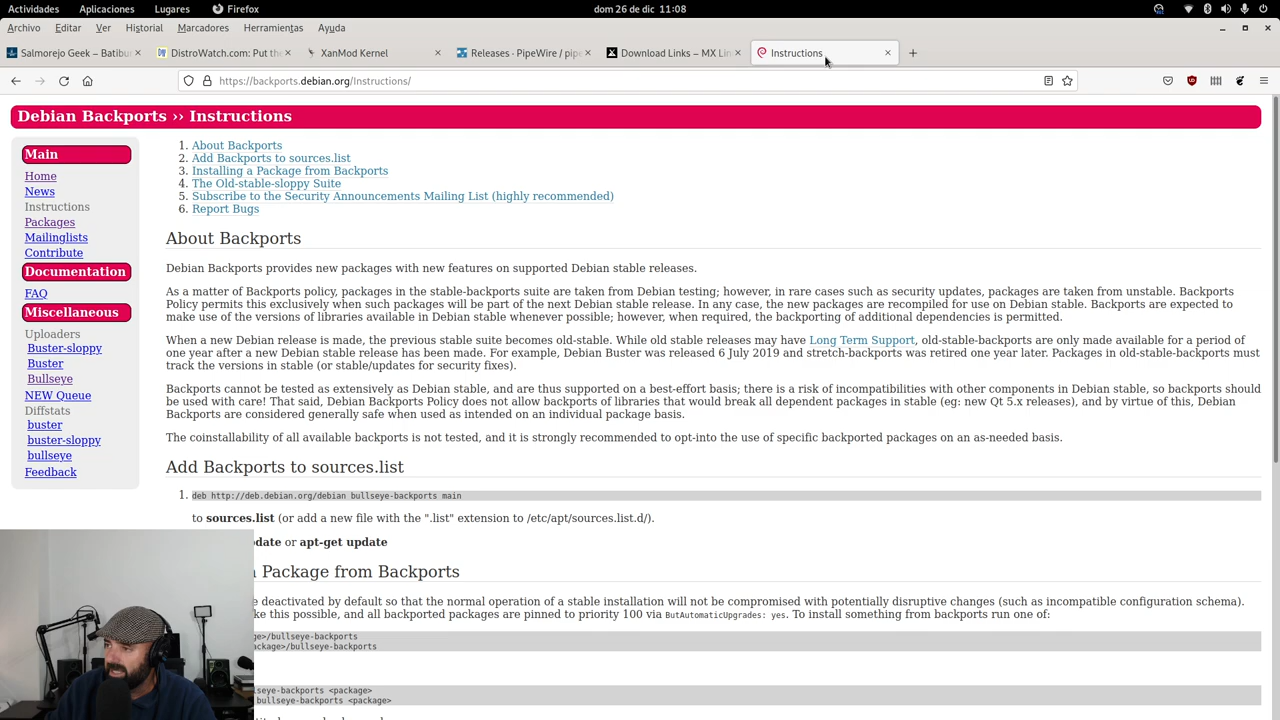 Actividades Aplicaciones Lugares Firefox dom 26 de dic 11:08
Archivo Editar Ver Historial Marcadores Herramientas Ayuda
Salmorejo Geek – Batibu DistroWatch.com: Put the XanMod Kernel Releases · PipeWire / pipe Download Links – MX Lin Instructions
https://backports.debian.org/Instructions/
Debian Backports ›› Instructions
Main
Home
News
Instructions
Packages
Mailinglists
Contribute
Documentation
FAQ
Miscellaneous
Uploaders
Buster-sloppy
Buster
Bullseye
NEW Queue
Diffstats
buster
buster-sloppy
bullseye
Feedback
1. About Backports
2. Add Backports to sources.list
3. Installing a Package from Backports
4. The Old-stable-sloppy Suite
5. Subscribe to the Security Announcements Mailing List (highly recommended)
6. Report Bugs
About Backports
Debian Backports provides new packages with new features on supported Debian stable releases.
As a matter of Backports policy, packages in the stable-backports suite are taken from Debian testing; however, in rare cases such as security updates, packages are taken from unstable. Backports
Policy permits this exclusively when such packages will be part of the next Debian stable release. In any case, the new packages are recompiled for use on Debian stable. Backports are expected to
make use of the versions of libraries available in Debian stable whenever possible; however, when required, the backporting of additional dependencies is permitted.
When a new Debian release is made, the previous stable suite becomes old-stable. While old stable releases may have Long Term Support, old-stable-backports are only made available for a period of
one year after a new Debian stable release has been made. For example, Debian Buster was released 6 July 2019 and stretch-backports was retired one year later. Packages in old-stable-backports must
track the versions in stable (or stable/updates for security fixes).
Backports cannot be tested as extensively as Debian stable, and are thus supported on a best-effort basis; there is a risk of incompatibilities with other components in Debian stable, so backports should
be used with care! That said, Debian Backports Policy does not allow backports of libraries that would break all dependent packages in stable (eg: new Qt 5.x releases), and by virtue of this, Debian
Backports are considered generally safe when used as intended on an individual package basis.
The coinstallability of all available backports is not tested, and it is strongly recommended to opt-into the use of specific backported packages on an as-needed basis.
Add Backports to sources.list
1. deb http://deb.debian.org/debian bullseye-backports main
to sources.list (or add a new file with the ".list" extension to /etc/apt/sources.list.d/).
date or apt-get update
Package from Backports
e deactivated by default so that the normal operation of a stable installation will not be compromised with potentially disruptive changes (such as incompatible configuration schema).
ke this possible, and all backported packages are pinned to priority 100 via ButAutomaticUpgrades: yes. To install something from backports run one of:
age>/bullseye-backports
ackage>/bullseye-backports
lseye-backports <package>
bullseye-backports <package>